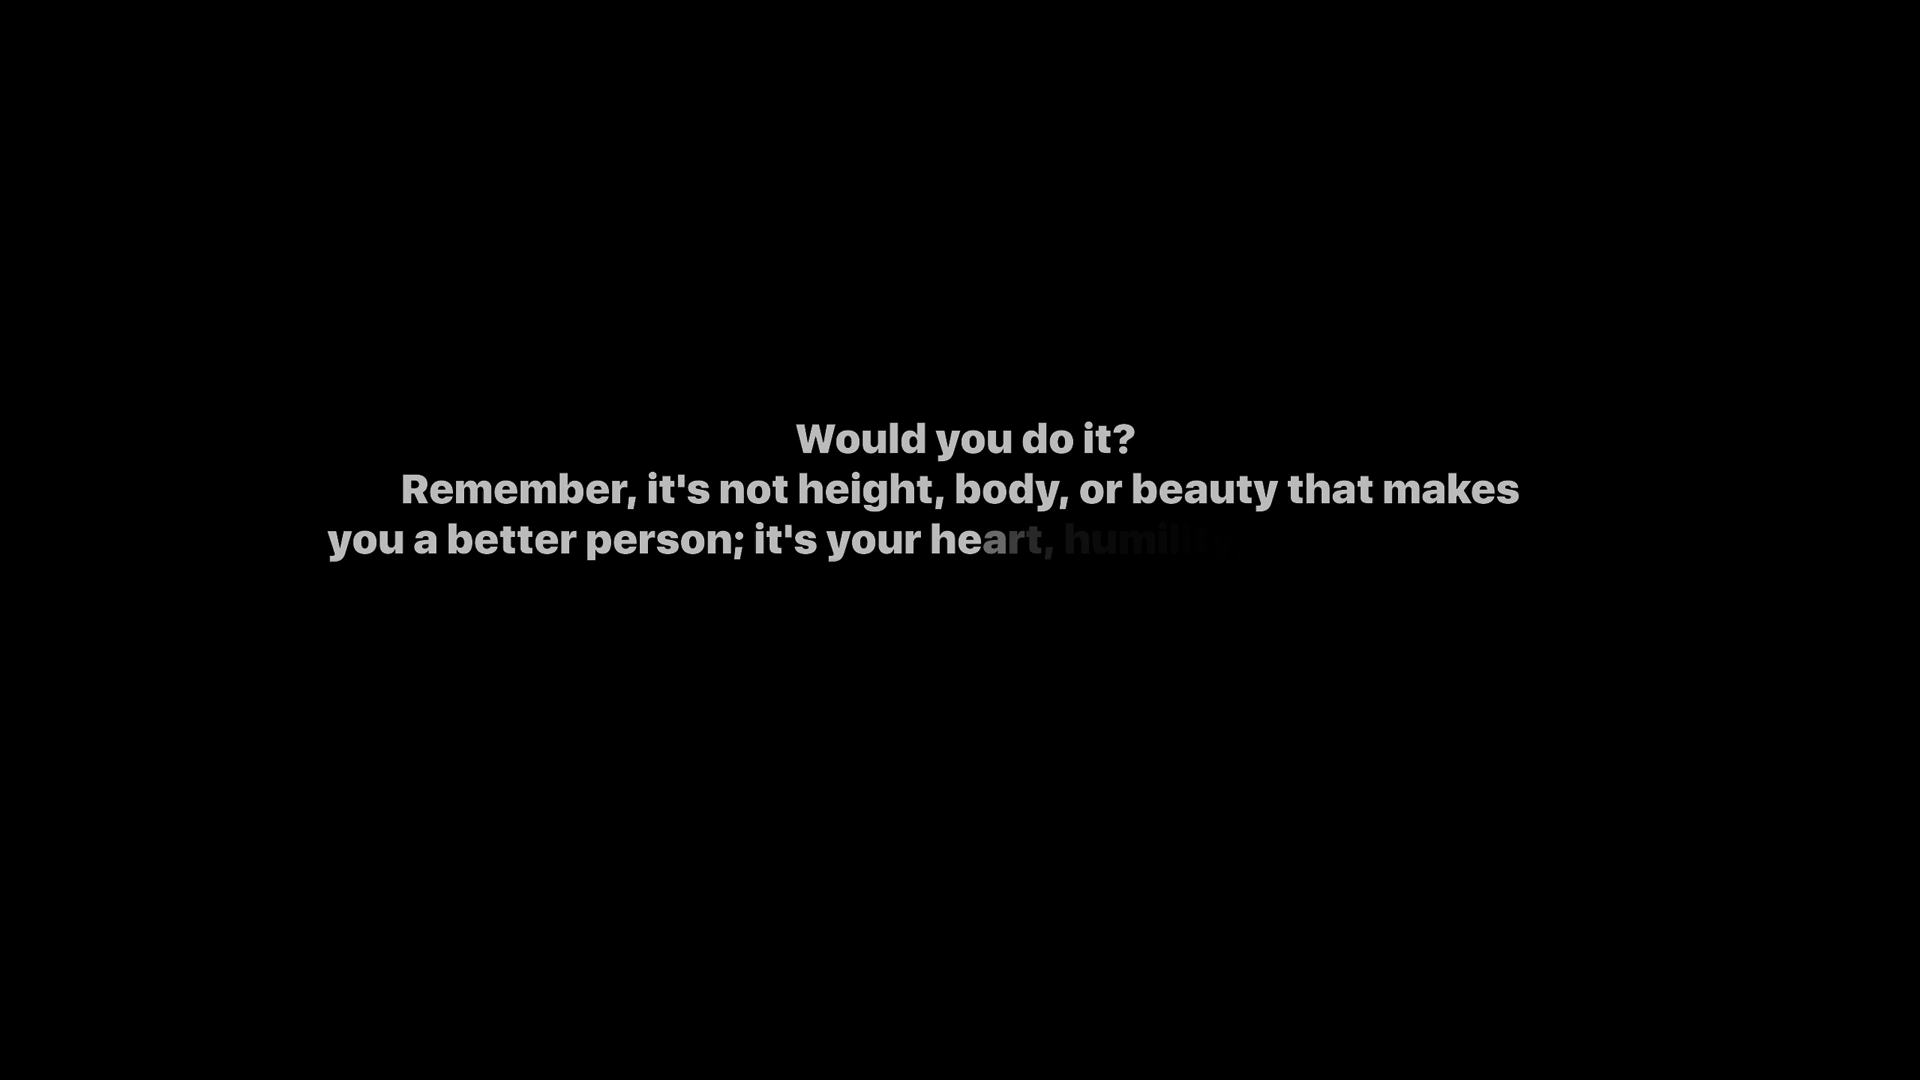 Would you do it?
Remember, it's not height, body, or beauty that makes
you a better person; it's your heart, humility,